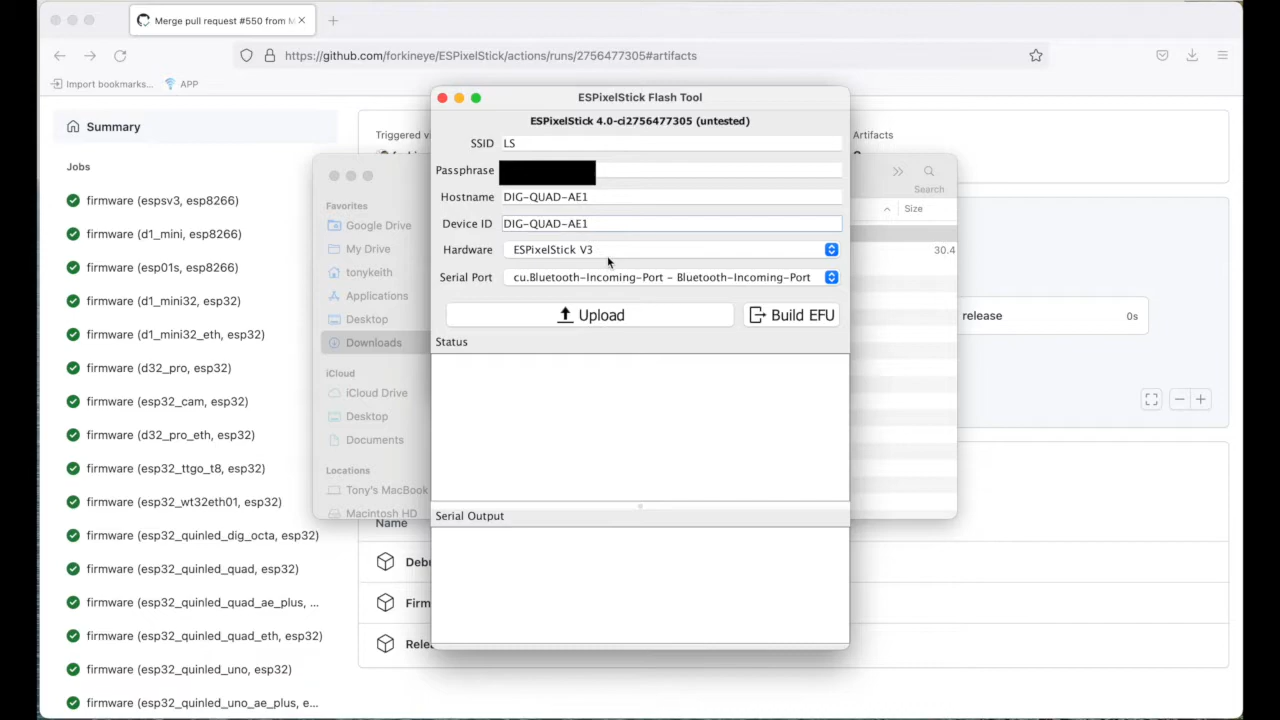 Merge pull request #550 from M
https://github.com/forkineye/ESPixelStick/actions/runs/2756477305#artifacts
Import bookmarks...
APP
Summary
Jobs
firmware (espsv3, esp8266)
firmware (d1_mini, esp8266)
firmware (esp01s, esp8266)
firmware (d1_mini32, esp32)
firmware (d1_mini32_eth, esp32)
firmware (d32_pro, esp32)
firmware (esp32_cam, esp32)
firmware (d32_pro_eth, esp32)
firmware (esp32_ttgo_t8, esp32)
firmware (esp32_wt32eth01, esp32)
firmware (esp32_quinled_dig_octa, esp32)
firmware (esp32_quinled_quad, esp32)
firmware (esp32_quinled_quad_ae_plus, ...
firmware (esp32_quinled_quad_eth, esp32)
firmware (esp32_quinled_uno, esp32)
firmware (esp32_quinled_uno_ae_plus, e...
Triggered vi
Artifacts
Favorites
Google Drive
My Drive
tonykeith
Applications
Desktop
Downloads
iCloud
iCloud Drive
Desktop
Documents
Locations
Tony's MacBook
Macintosh HD
Search
Size
30.4
release
0s
Name
Debu
Firm
Relea
ESPixelStick Flash Tool
ESPixelStick 4.0-ci2756477305 (untested)
SSID LS
Passphrase
Hostname DIG-QUAD-AE1
Device ID DIG-QUAD-AE1
Hardware ESPixelStick V3
Serial Port cu.Bluetooth-Incoming-Port - Bluetooth-Incoming-Port
Upload
Build EFU
Status
Serial Output